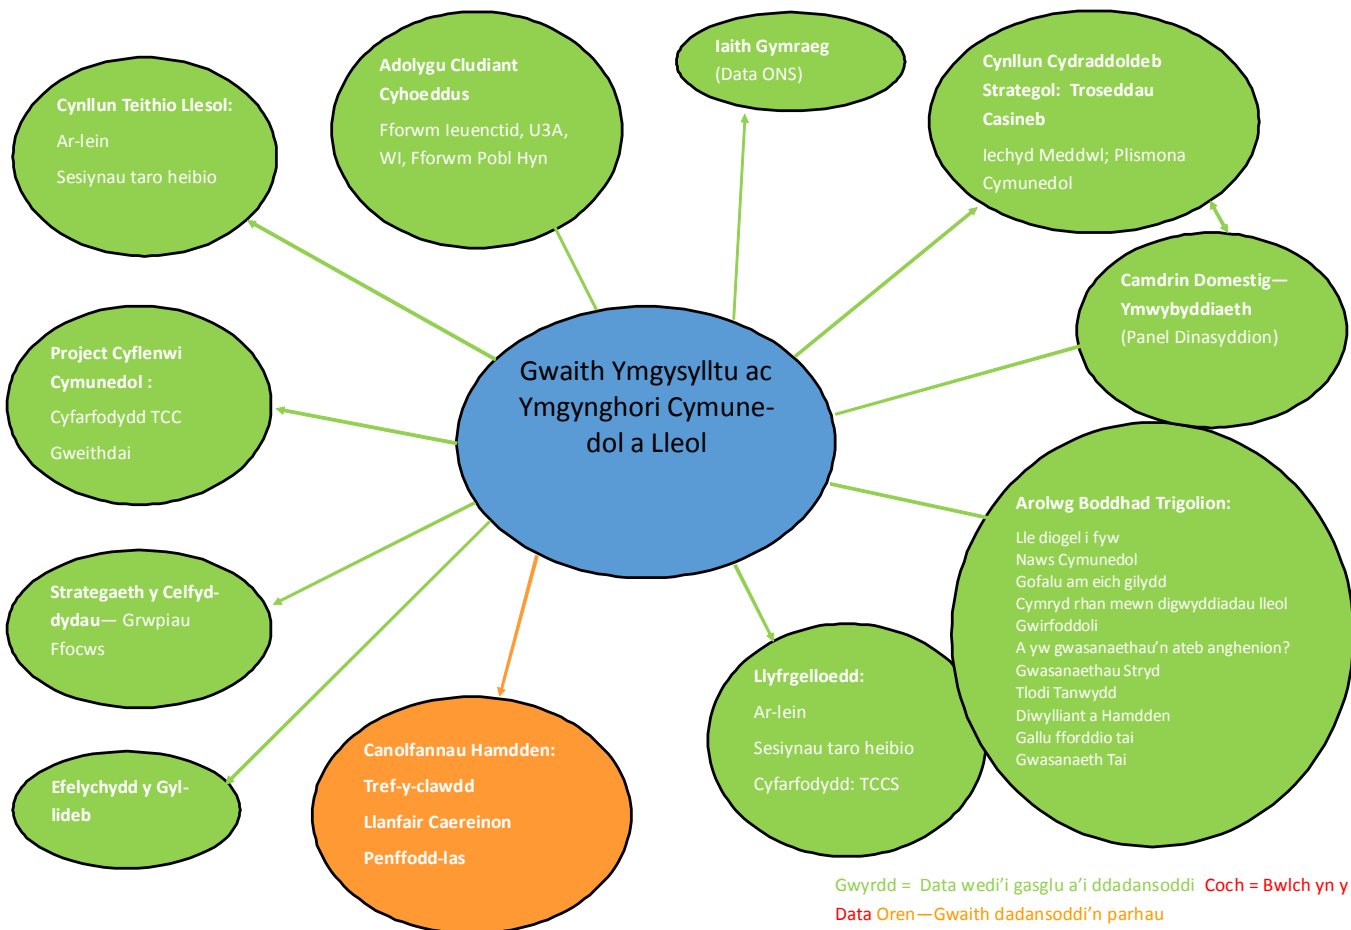 Iaith Gymraeg
(Data ONS)
Adolygu Cludiant
Cyhoeddus
Fforwm Ieuenctid, U3A,
WI, Fforwm Pobl Hyn
Cynllun Cydraddoldeb
Strategol:  Troseddau
Casineb
Iechyd Meddwl; Plismona
Cymunedol
Cynllun Teithio Llesol:
Ar-lein
Sesiynau taro heibio
Camdrin Domestig—
Ymwybyddiaeth
(Panel Dinasyddion)
Project Cyflenwi
Cymunedol :
Cyfarfodydd TCC
Gweithdai
Gwaith Ymgysylltu ac
Ymgynghori Cymune-
dol a Lleol
Arolwg Boddhad Trigolion:
Lle diogel i fyw
Naws Cymunedol
Gofalu am eich gilydd
Cymryd rhan mewn digwyddiadau lleol
Gwirfoddoli
A yw gwasanaethau'n ateb anghenion?
Gwasanaethau Stryd
Tlodi Tanwydd
Diwylliant a Hamdden
Gallu fforddio tai
Gwasanaeth Tai
Strategaeth y Celfyd-
dydau— Grwpiau
Ffocws
Llyfrgelloedd:
Ar-lein
Sesiynau taro heibio
Cyfarfodydd: TCCS
Canolfannau Hamdden:
Tref-y-clawdd
Llanfair Caereinon
Penffodd-las
Efelychydd y Gyl-
lideb
Gwyrdd =  Data wedi'i gasglu a'i ddadansoddi  Coch = Bwlch yn y
Data Oren—Gwaith dadansoddi'n parhau